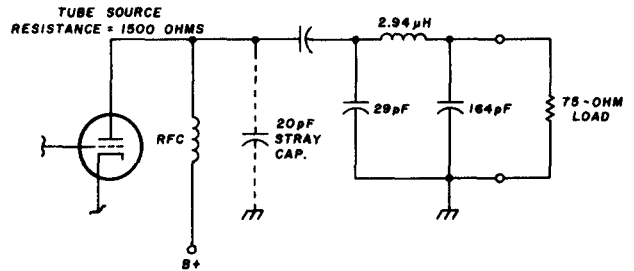 TUBE SOURCE
RESISTANCE = 1500 OHMS
2.94µH
RFC
20pF
STRAY
CAP.
29pF
164pF
75-OHM
LOAD
B+